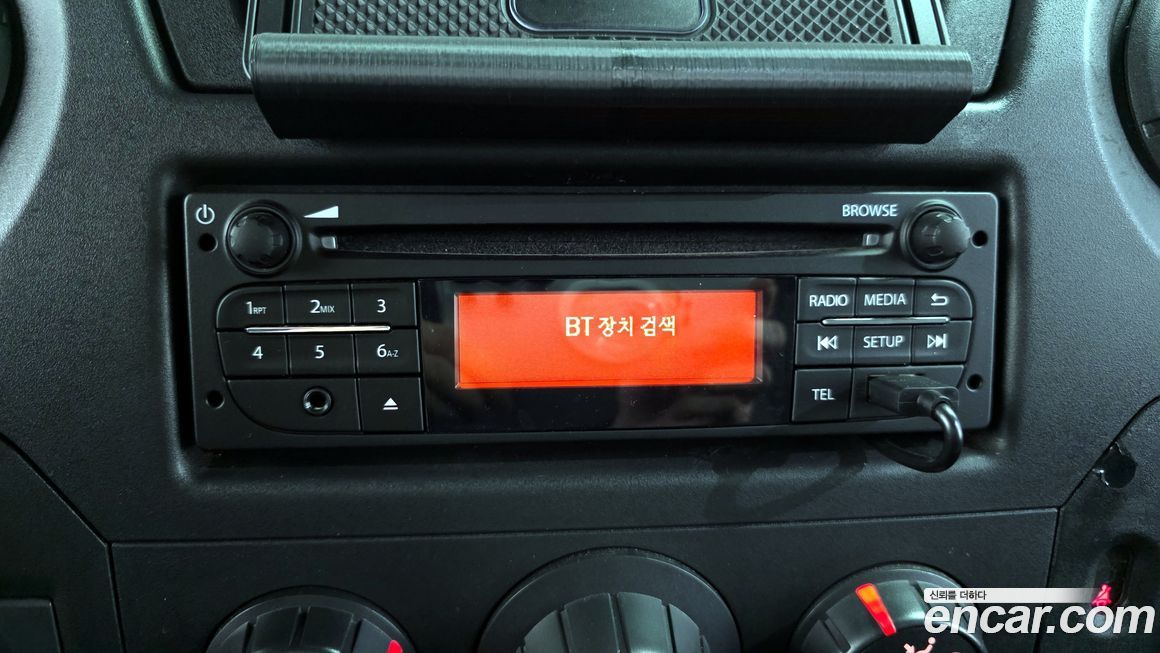 BROWSE
1RPT 2MIX 3
4 5 6A-Z
BT 장치 검색
RADIO MEDIA
SETUP
TEL
신뢰를 더하다
encar.com